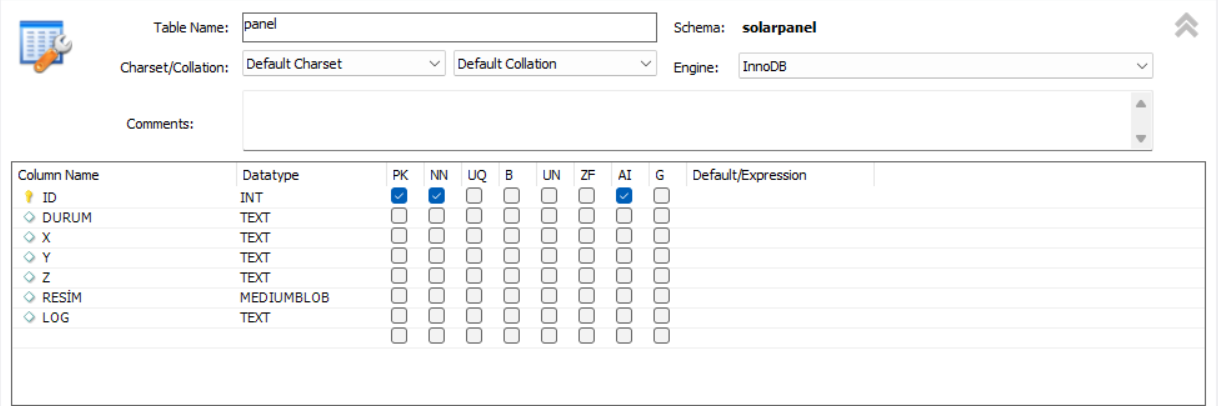 Table Name: panel Schema: solarpanel
Charset/Collation: Default Charset Default Collation Engine: InnoDB
Comments:
Column Name Datatype PK NN UQ B UN ZF AI G Default/Expression
ID INT
DURUM TEXT
X TEXT
Y TEXT
Z TEXT
RESİM MEDIUMBLOB
LOG TEXT